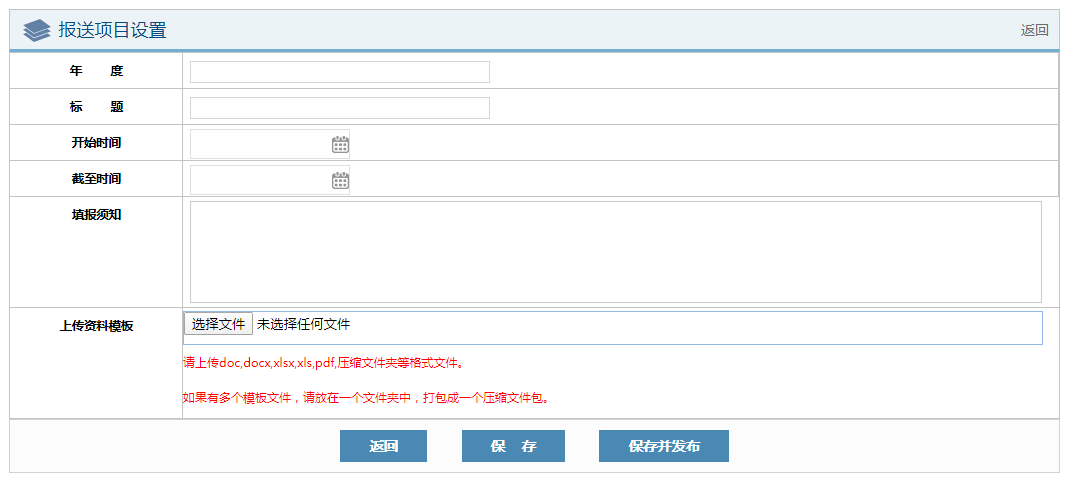 报送项目设置
返回
年 度
标 题
开始时间
截至时间
填报须知
上传资料模板
选择文件 未选择任何文件
请上传doc,docx,xlsx,xls,pdf,压缩文件夹等格式文件。
如果有多个模板文件，请放在一个文件夹中，打包成一个压缩文件包。
返回
保 存
保存并发布